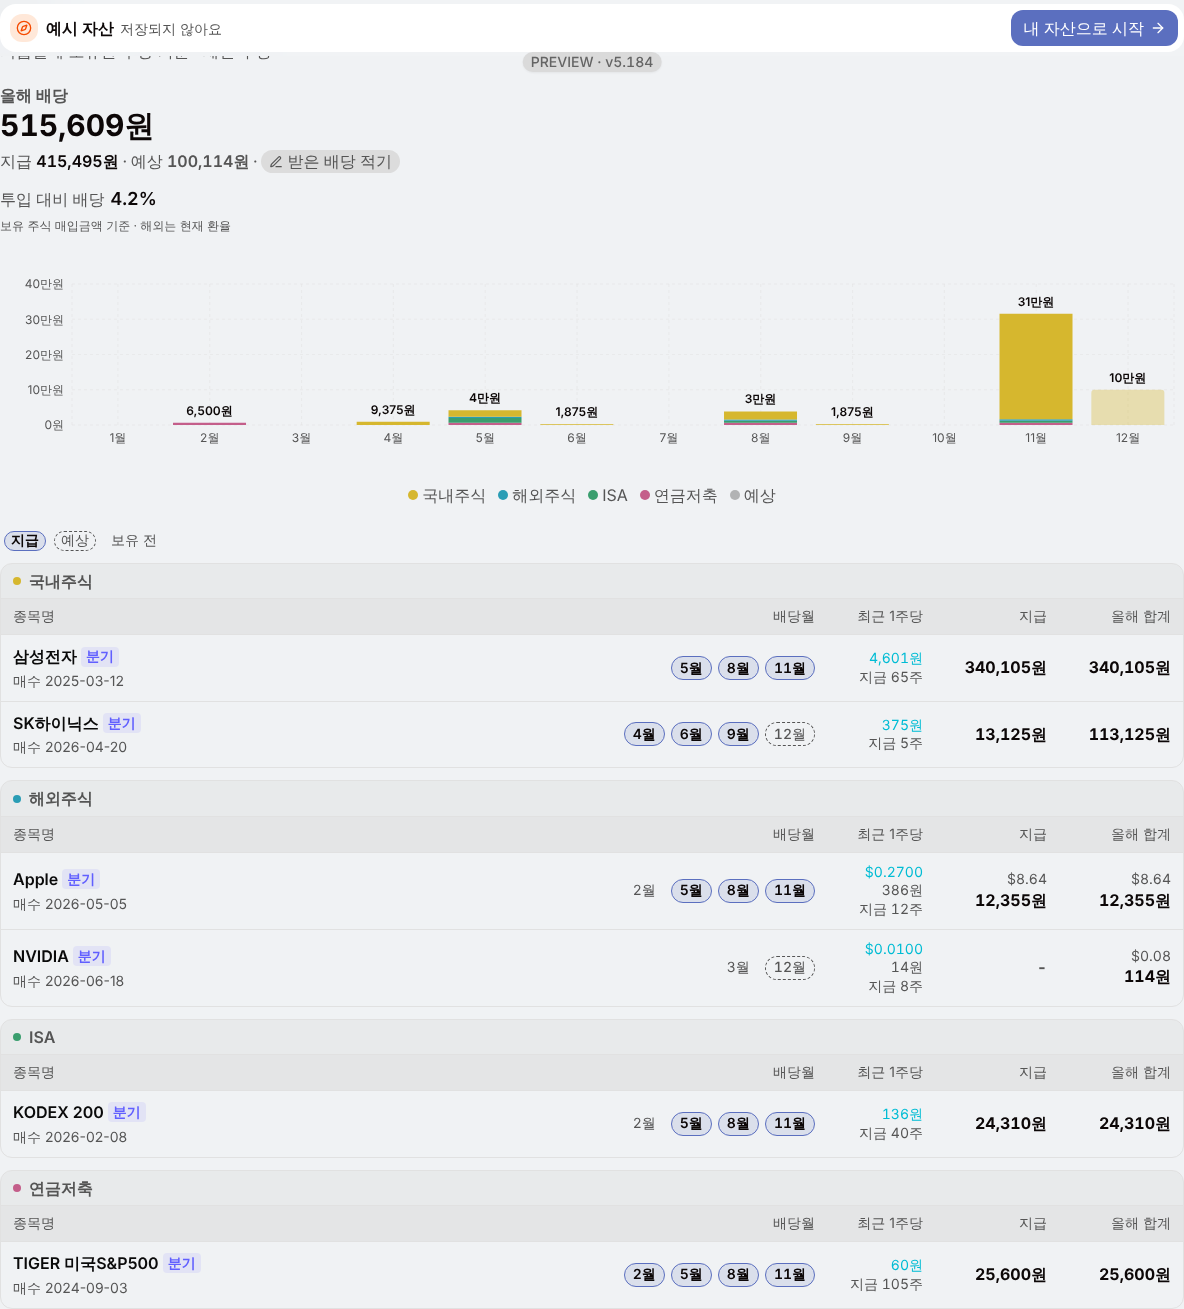 예시 자산 저장되지 않아요
내 자산으로 시작 →
PREVIEW · v5.184
올해 배당
515,609원
지급 415,495원 · 예상 100,114원 · 받은 배당 적기
투입 대비 배당 4.2%
보유 주식 매입금액 기준 · 해외는 현재 환율
40만원
30만원
20만원
10만원
0원
6,500원
9,375원
4만원
1,875원
3만원
1,875원
31만원
10만원
1월 2월 3월 4월 5월 6월 7월 8월 9월 10월 11월 12월
국내주식 해외주식 ISA 연금저축 예상
지급 예상 보유 전
국내주식
종목명 배당월 최근 1주당 지급 올해 합계
삼성전자 분기
매수 2025-03-12
5월 8월 11월
4,601원
지금 65주
340,105원 340,105원
SK하이닉스 분기
매수 2026-04-20
4월 6월 9월 12월
375원
지금 5주
13,125원 113,125원
해외주식
종목명 배당월 최근 1주당 지급 올해 합계
Apple 분기
매수 2026-05-05
2월 5월 8월 11월
$0.2700
386원
지금 12주
$8.64
12,355원
$8.64
12,355원
NVIDIA 분기
매수 2026-06-18
3월 12월
$0.0100
14원
지금 8주
-
$0.08
114원
ISA
종목명 배당월 최근 1주당 지급 올해 합계
KODEX 200 분기
매수 2026-02-08
2월 5월 8월 11월
136원
지금 40주
24,310원 24,310원
연금저축
종목명 배당월 최근 1주당 지급 올해 합계
TIGER 미국S&P500 분기
매수 2024-09-03
2월 5월 8월 11월
60원
지금 105주
25,600원 25,600원